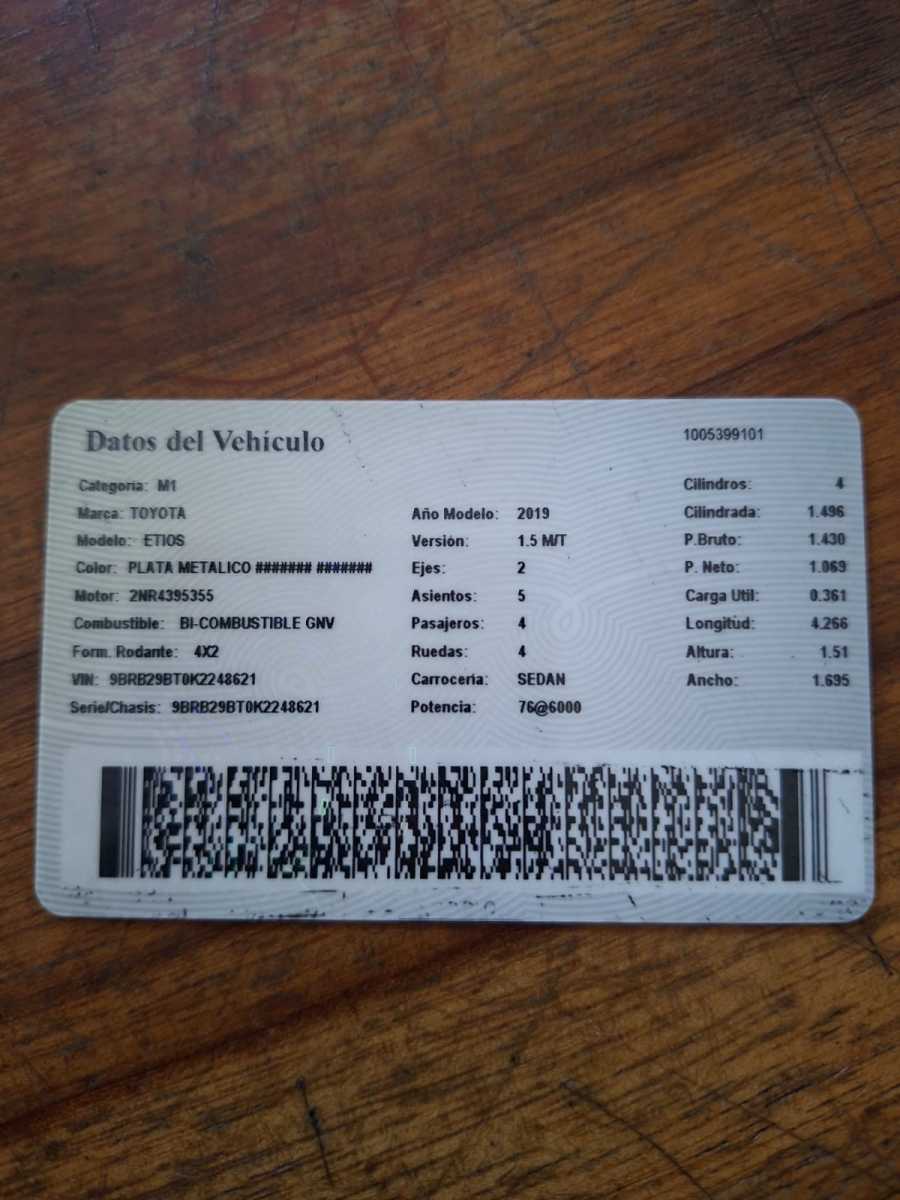 Datos del Vehículo 1005399101
Categoria: M1 Cilindros: 4
Marca: TOYOTA Año Modelo: 2019 Cilindrada: 1.496
Modelo: ETIOS Versión: 1.5 M/T P.Bruto: 1.430
Color: PLATA METALICO ####### ####### Ejes: 2 P. Neto: 1.069
Motor: 2NR4395355 Asientos: 5 Carga Util: 0.361
Combustible: BI-COMBUSTIBLE GNV Pasajeros: 4 Longitud: 4.266
Form. Rodante: 4X2 Ruedas: 4 Altura: 1.51
VIN: 9BRB29BT0K2248621 Carrocería: SEDAN Ancho: 1.695
Serie/Chasis: 9BRB29BT0K2248621 Potencia: 76@6000